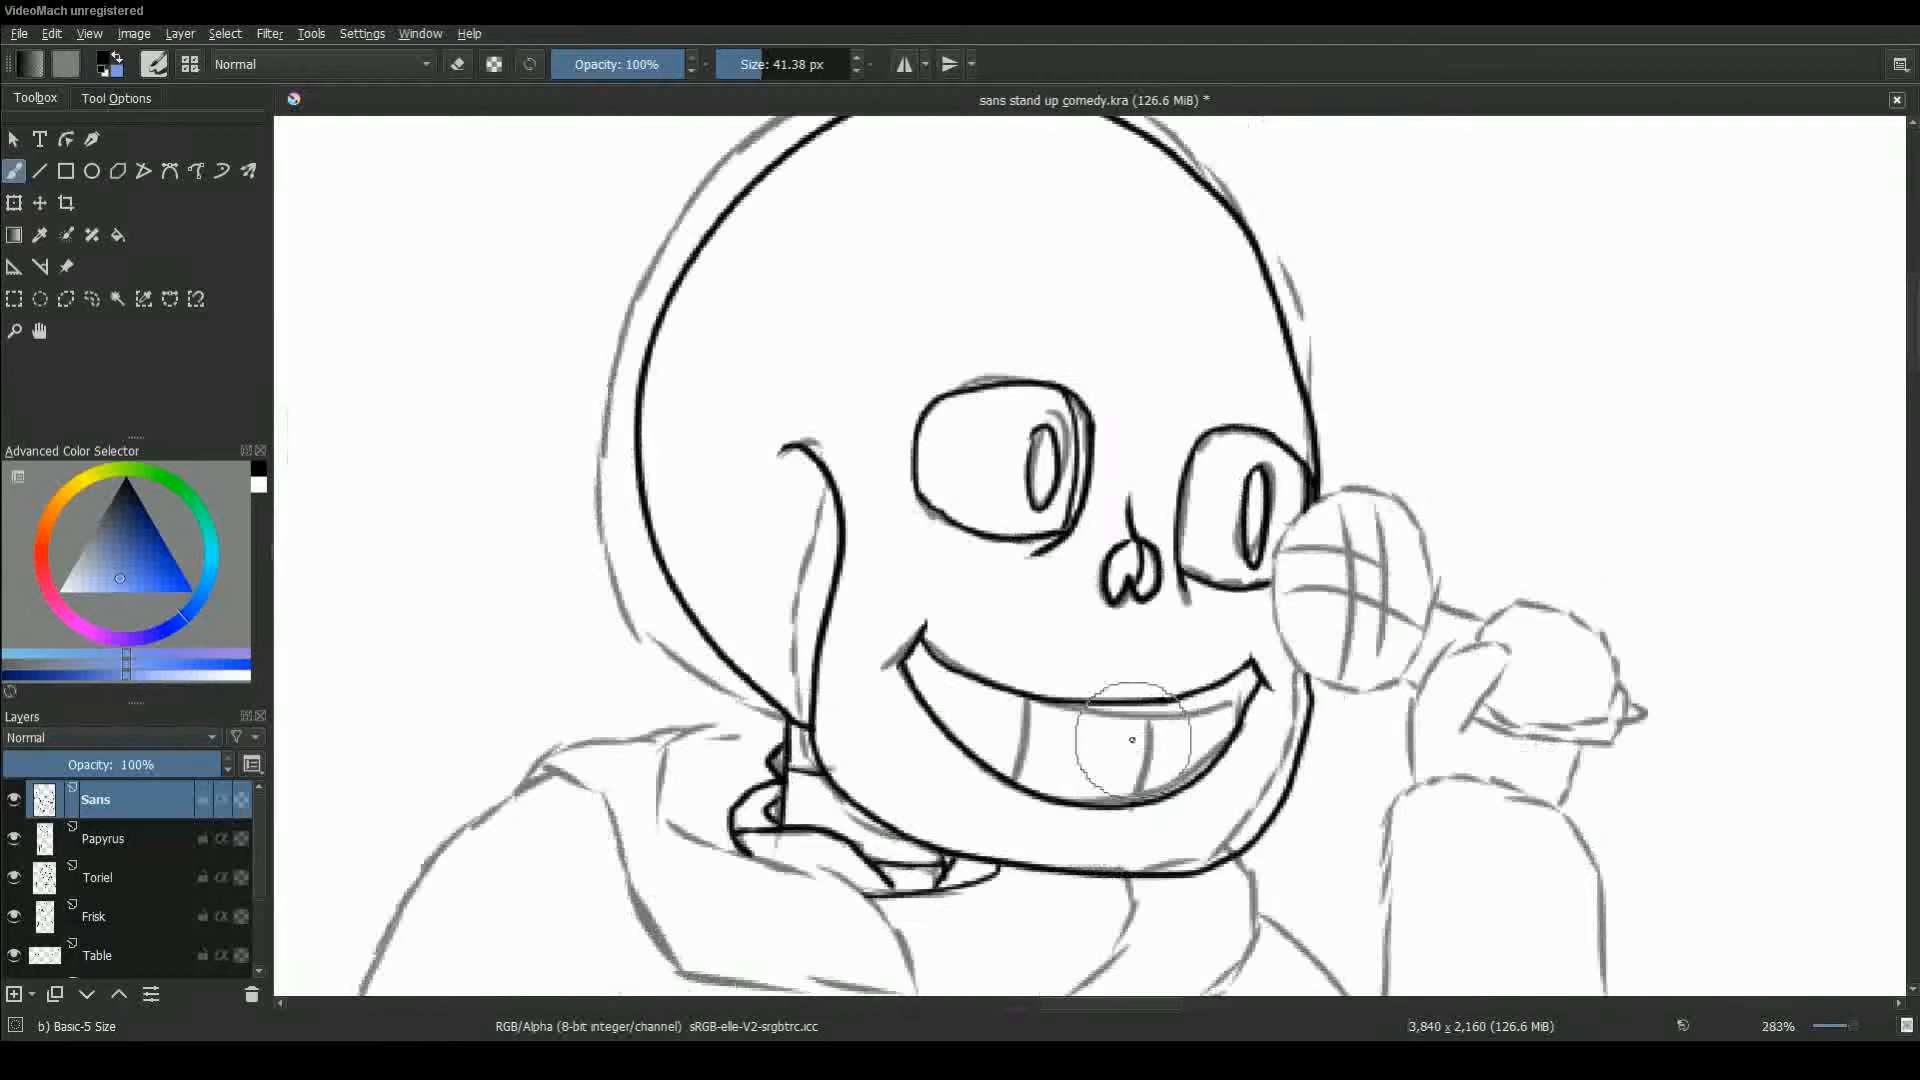 VideoMach unregistered
File Edit View Image Layer Select Filter Tools Settings Window Help
Normal Opacity: 100% Size: 41.38 px
Toolbox Tool Options
sans stand up comedy.kra (126.6 MiB) *
Advanced Color Selector
Layers
Normal
Opacity: 100%
Sans
Papyrus
Toriel
Frisk
Table
b) Basic-5 Size RGB/Alpha (8-bit integer/channel) sRGB-elle-V2-srgbtrc.icc 3,840 x 2,160 (126.6 MiB) 283%